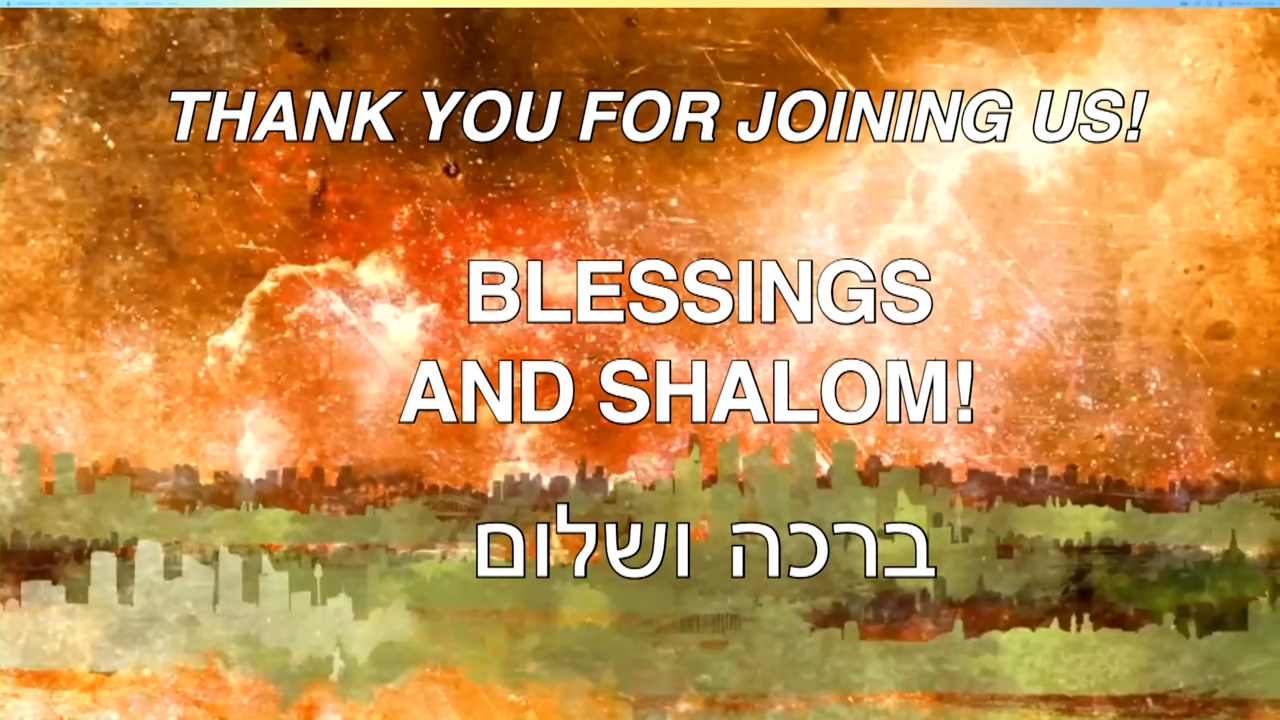 THANK YOU FOR JOINING US!
BLESSINGS
AND SHALOM!
ברכה ושלום